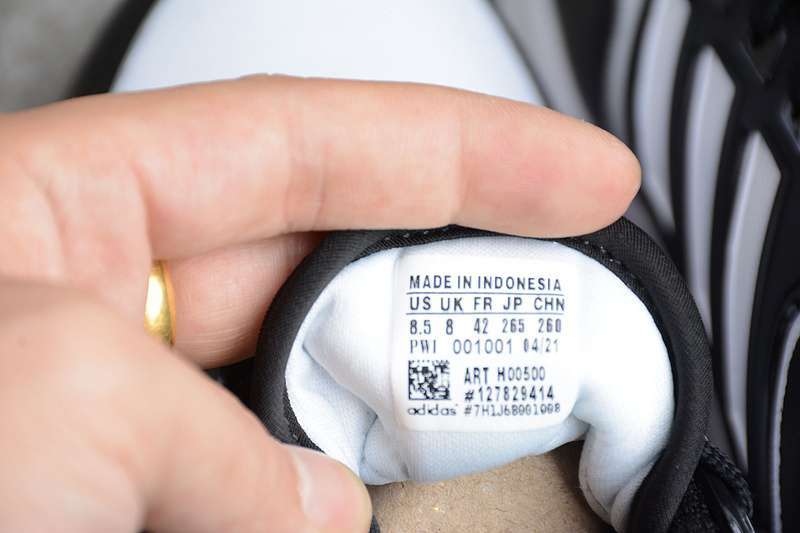 MADE IN INDONESIA
US UK FR JP CHN
8.5 8 42 265 260
PWI 001001 04/21
ART H00500
#127829414
adidas #7H1J6B001008